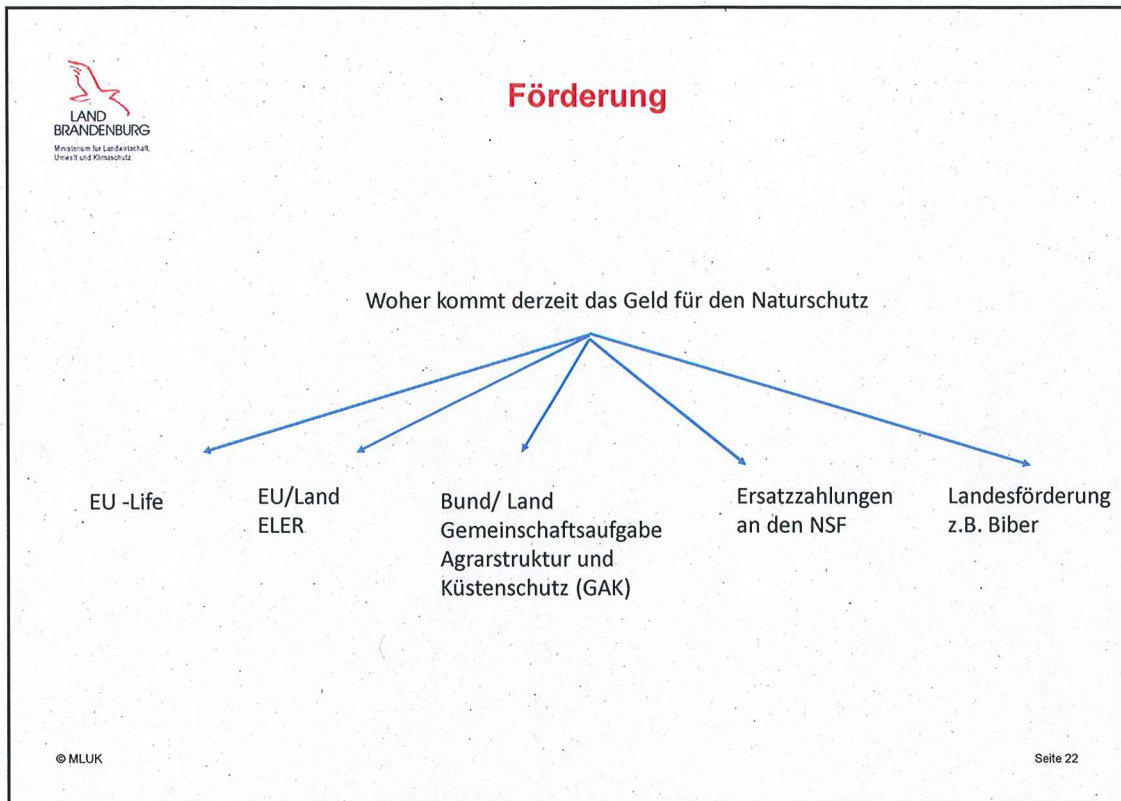 LAND
BRANDENBURG
Ministerium für Landwirtschaft,
Umwelt und Klimaschutz
Förderung
Woher kommt derzeit das Geld für den Naturschutz
EU -Life
EU/Land
ELER
Bund/ Land
Gemeinschaftsaufgabe
Agrarstruktur und
Küstenschutz (GAK)
Ersatzzahlungen
an den NSF
Landesförderung
z.B. Biber
© MLUK
Seite 22